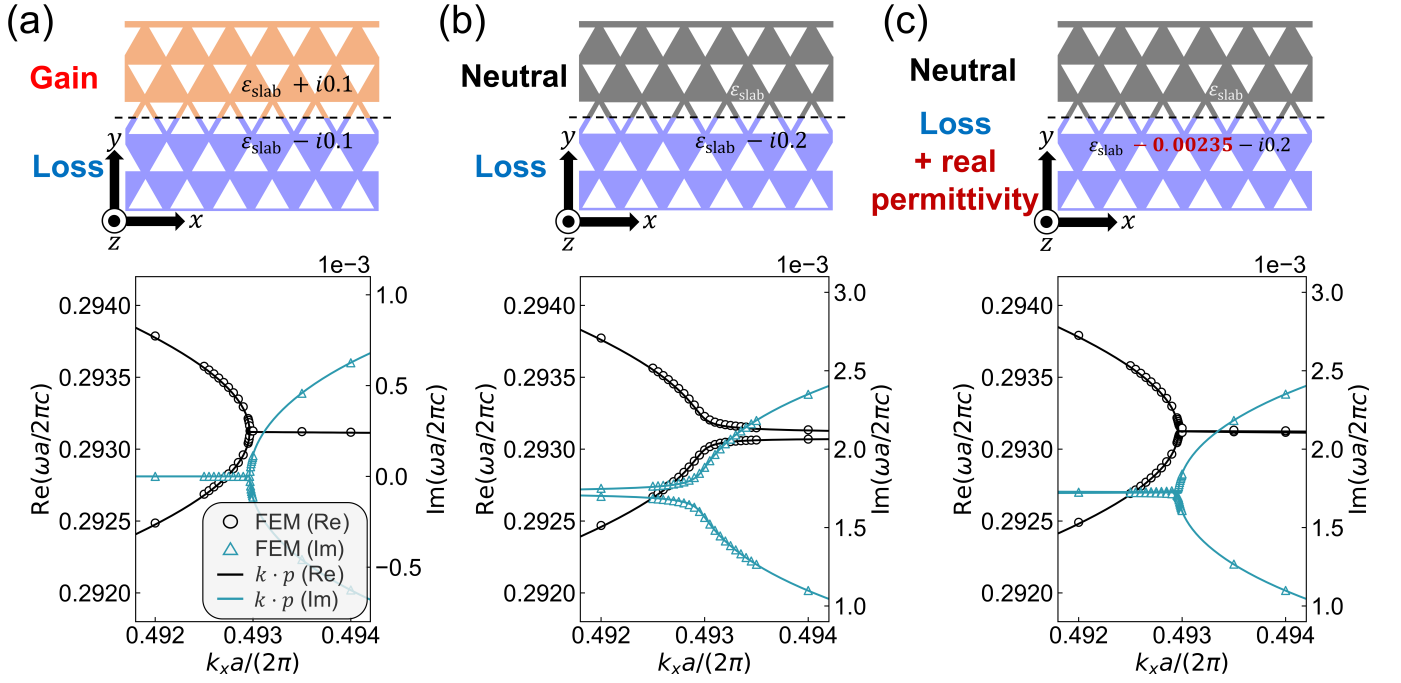 (a)
Gain
Loss
ε_slab + i0.1
ε_slab − i0.1
y
x
z
1e−3
Re(ωa/2πc)
0.2940
0.2935
0.2930
0.2925
0.2920
1.0
0.5
0.0
−0.5
Im(ωa/2πc)
FEM (Re)
FEM (Im)
k · p (Re)
k · p (Im)
0.492
0.493
0.494
k_x a/(2π)
(b)
Neutral
Loss
ε_slab
ε_slab − i0.2
y
x
z
1e−3
Re(ωa/2πc)
0.2940
0.2935
0.2930
0.2925
0.2920
3.0
2.5
2.0
1.5
1.0
Im(ωa/2πc)
0.492
0.493
0.494
k_x a/(2π)
(c)
Neutral
Loss
+ real
permittivity
ε_slab
ε_slab − 0.00235 − i0.2
y
x
z
1e−3
Re(ωa/2πc)
0.2940
0.2935
0.2930
0.2925
0.2920
3.0
2.5
2.0
1.5
1.0
Im(ωa/2πc)
0.492
0.493
0.494
k_x a/(2π)